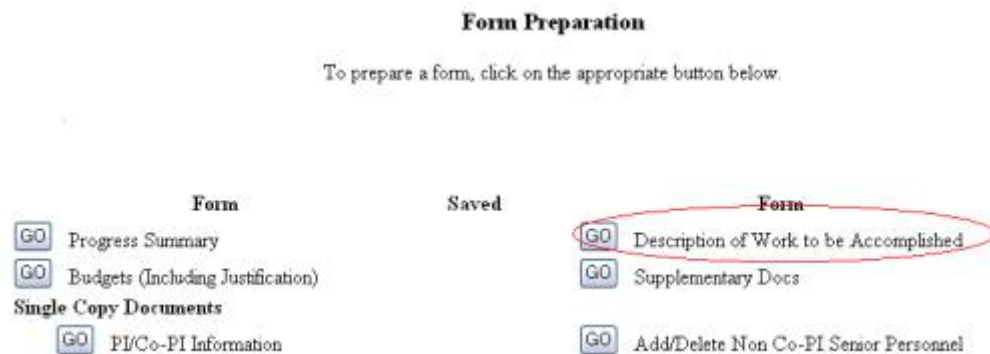 Form Preparation
To prepare a form, click on the appropriate button below.
Form Saved Form
GO Progress Summary GO Description of Work to be Accomplished
GO Budgets (Including Justification) GO Supplementary Docs
Single Copy Documents
GO PI/Co-PI Information GO Add/Delete Non Co-PI Senior Personnel